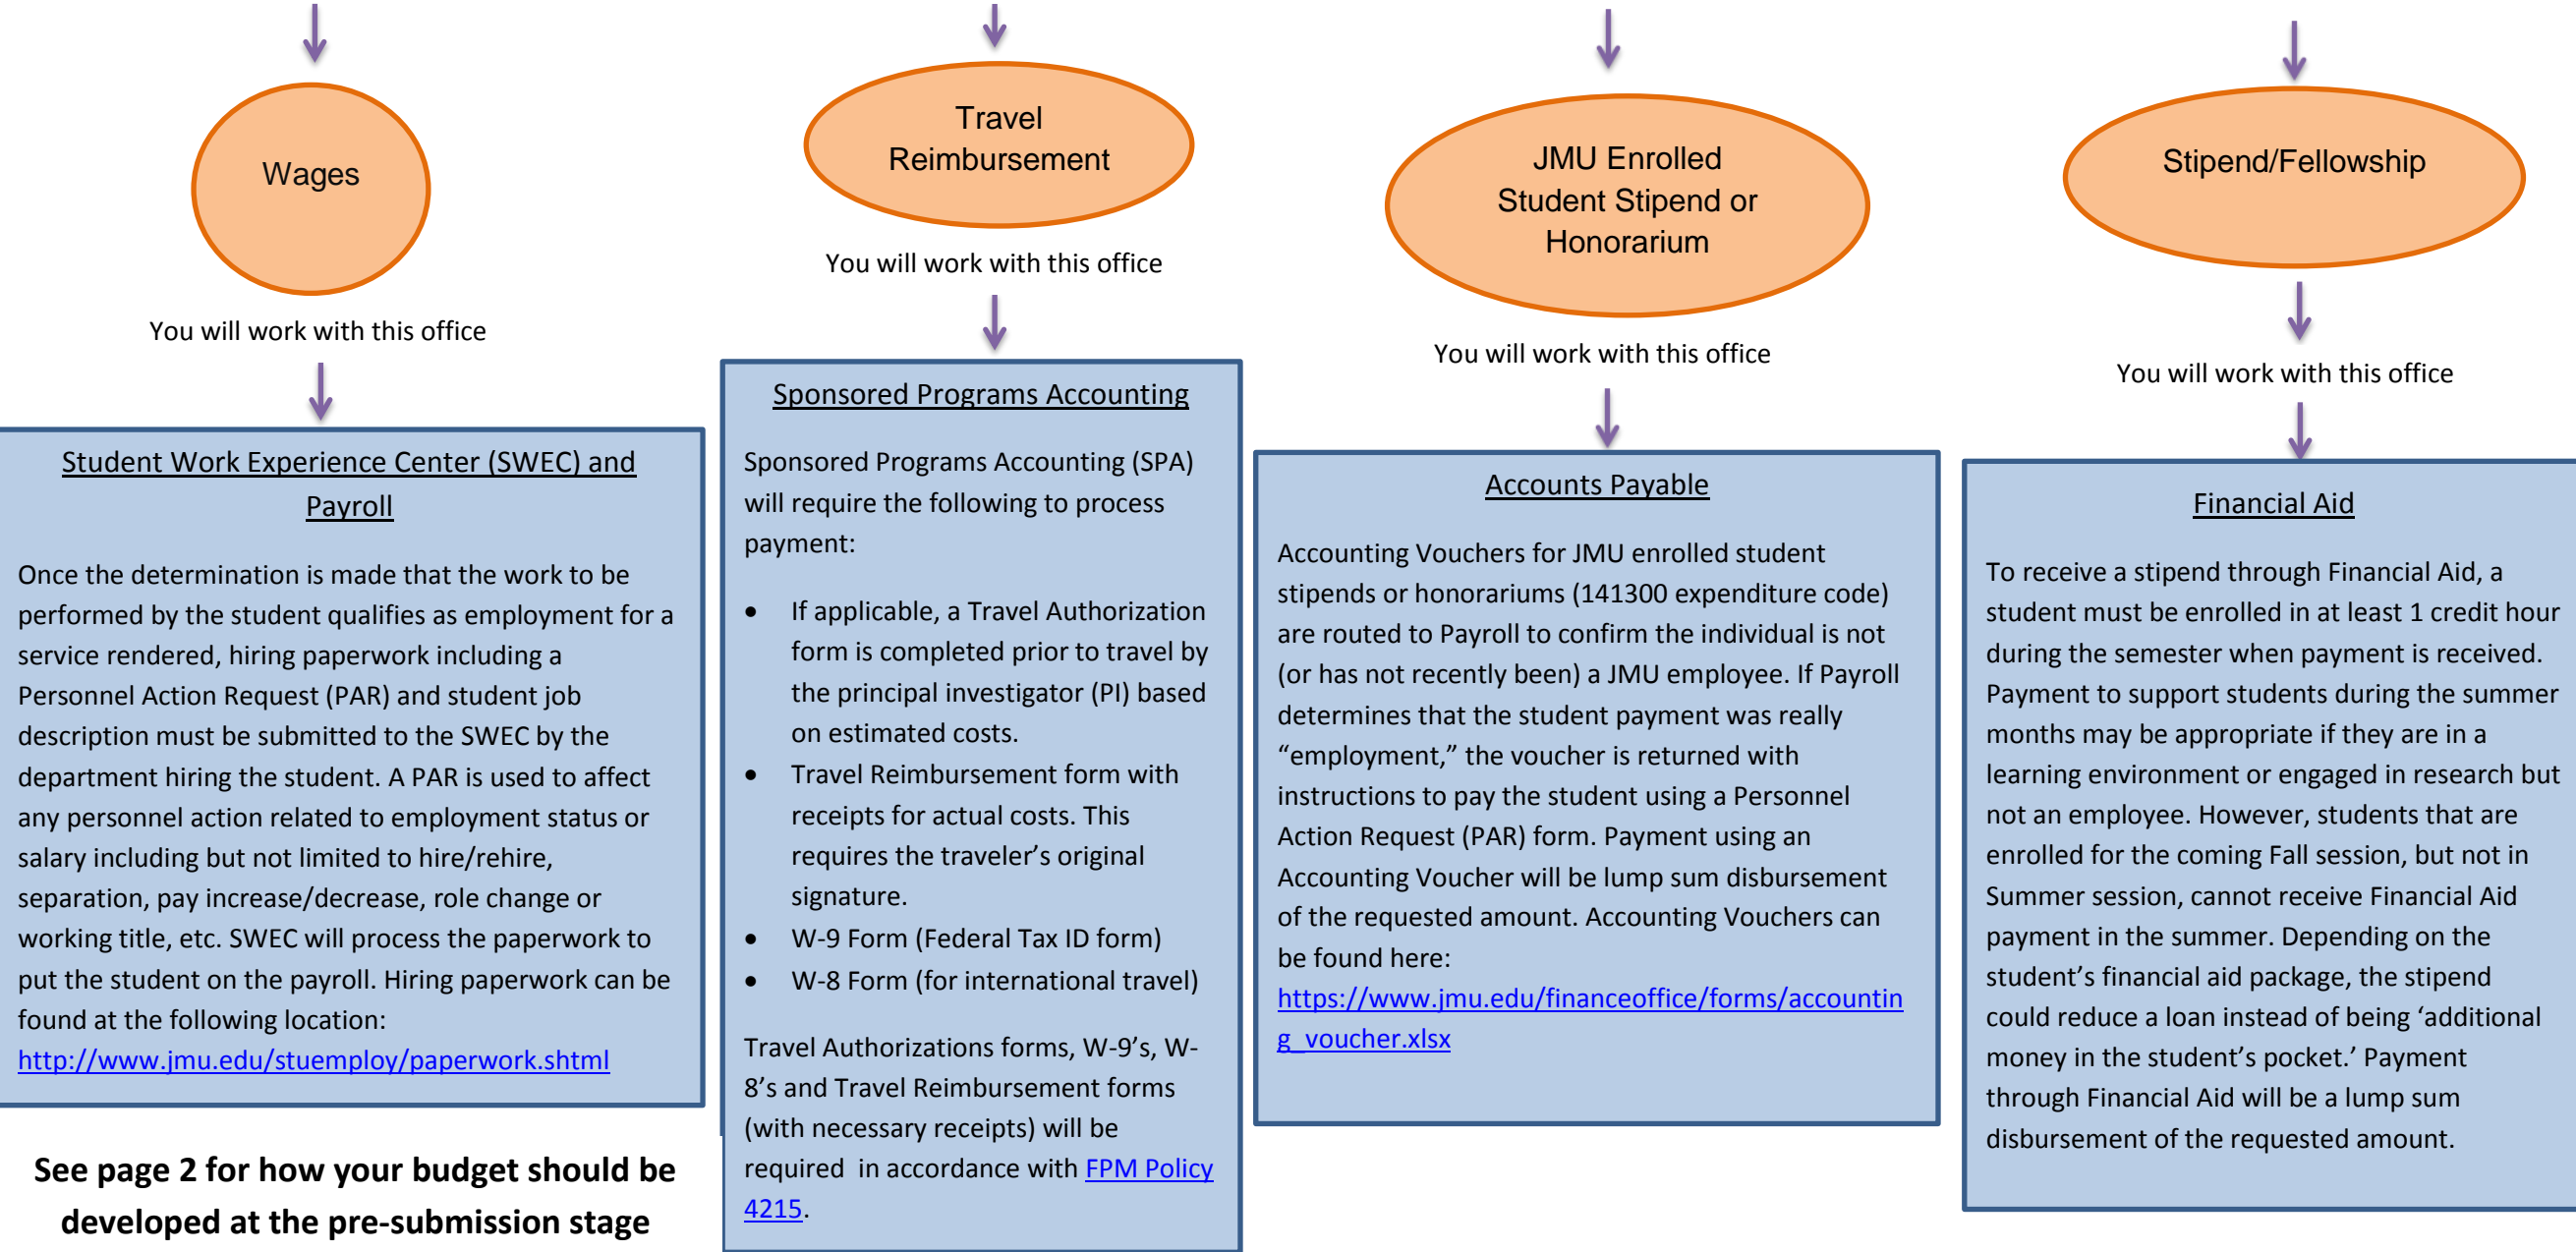 Wages
You will work with this office
Student Work Experience Center (SWEC) and
Payroll
Once the determination is made that the work to be
performed by the student qualifies as employment for a
service rendered, hiring paperwork including a
Personnel Action Request (PAR) and student job
description must be submitted to the SWEC by the
department hiring the student. A PAR is used to affect
any personnel action related to employment status or
salary including but not limited to hire/rehire,
separation, pay increase/decrease, role change or
working title, etc. SWEC will process the paperwork to
put the student on the payroll. Hiring paperwork can be
found at the following location:
http://www.jmu.edu/stuemploy/paperwork.shtml
See page 2 for how your budget should be
developed at the pre-submission stage
Travel
Reimbursement
You will work with this office
Sponsored Programs Accounting
Sponsored Programs Accounting (SPA)
will require the following to process
payment:
• If applicable, a Travel Authorization
form is completed prior to travel by
the principal investigator (PI) based
on estimated costs.
• Travel Reimbursement form with
receipts for actual costs. This
requires the traveler’s original
signature.
• W-9 Form (Federal Tax ID form)
• W-8 Form (for international travel)
Travel Authorizations forms, W-9’s, W-
8’s and Travel Reimbursement forms
(with necessary receipts) will be
required in accordance with FPM Policy
4215.
JMU Enrolled
Student Stipend or
Honorarium
You will work with this office
Accounts Payable
Accounting Vouchers for JMU enrolled student
stipends or honorariums (141300 expenditure code)
are routed to Payroll to confirm the individual is not
(or has not recently been) a JMU employee. If Payroll
determines that the student payment was really
“employment,” the voucher is returned with
instructions to pay the student using a Personnel
Action Request (PAR) form. Payment using an
Accounting Voucher will be lump sum disbursement
of the requested amount. Accounting Vouchers can
be found here:
https://www.jmu.edu/financeoffice/forms/accountin
g_voucher.xlsx
Stipend/Fellowship
You will work with this office
Financial Aid
To receive a stipend through Financial Aid, a
student must be enrolled in at least 1 credit hour
during the semester when payment is received.
Payment to support students during the summer
months may be appropriate if they are in a
learning environment or engaged in research but
not an employee. However, students that are
enrolled for the coming Fall session, but not in
Summer session, cannot receive Financial Aid
payment in the summer. Depending on the
student’s financial aid package, the stipend
could reduce a loan instead of being ‘additional
money in the student’s pocket.’ Payment
through Financial Aid will be a lump sum
disbursement of the requested amount.